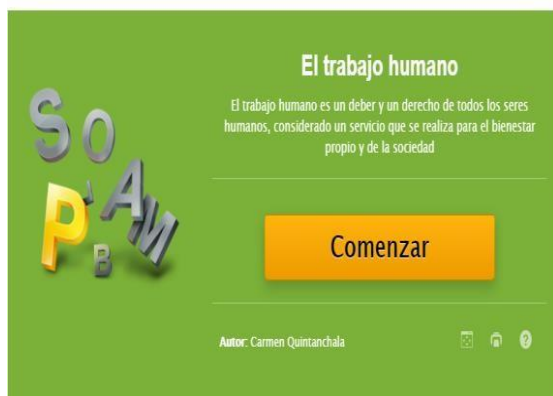 El trabajo humano
El trabajo humano es un deber y un derecho de todos los seres
humanos, considerado un servicio que se realiza para el bienestar
propio y de la sociedad
S O
P I A M
B
Comenzar
Autor: Carmen Quintanchala
?